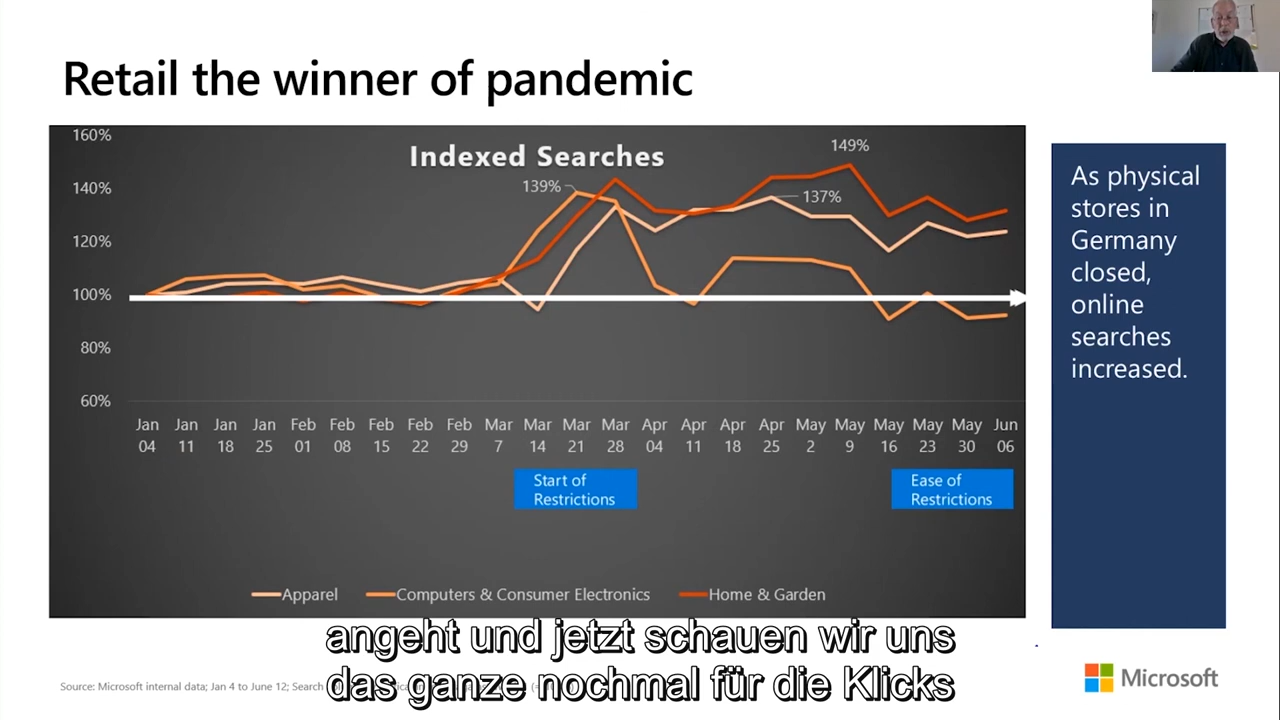 Retail the winner of pandemic
Indexed Searches
160%
140%
120%
100%
80%
60%
139%
137%
149%
Jan 04
Jan 11
Jan 18
Jan 25
Feb 01
Feb 08
Feb 15
Feb 22
Feb 29
Mar 7
Mar 14
Mar 21
Mar 28
Apr 04
Apr 11
Apr 18
Apr 25
May 2
May 9
May 16
May 23
May 30
Jun 06
Start of
Restrictions
Ease of
Restrictions
Apparel
Computers & Consumer Electronics
Home & Garden
As physical
stores in
Germany
closed,
online
searches
increased.
angeht und jetzt schauen wir uns
das ganze nochmal für die Klicks
Source: Microsoft internal data; Jan 4 to June 12; Search
Microsoft